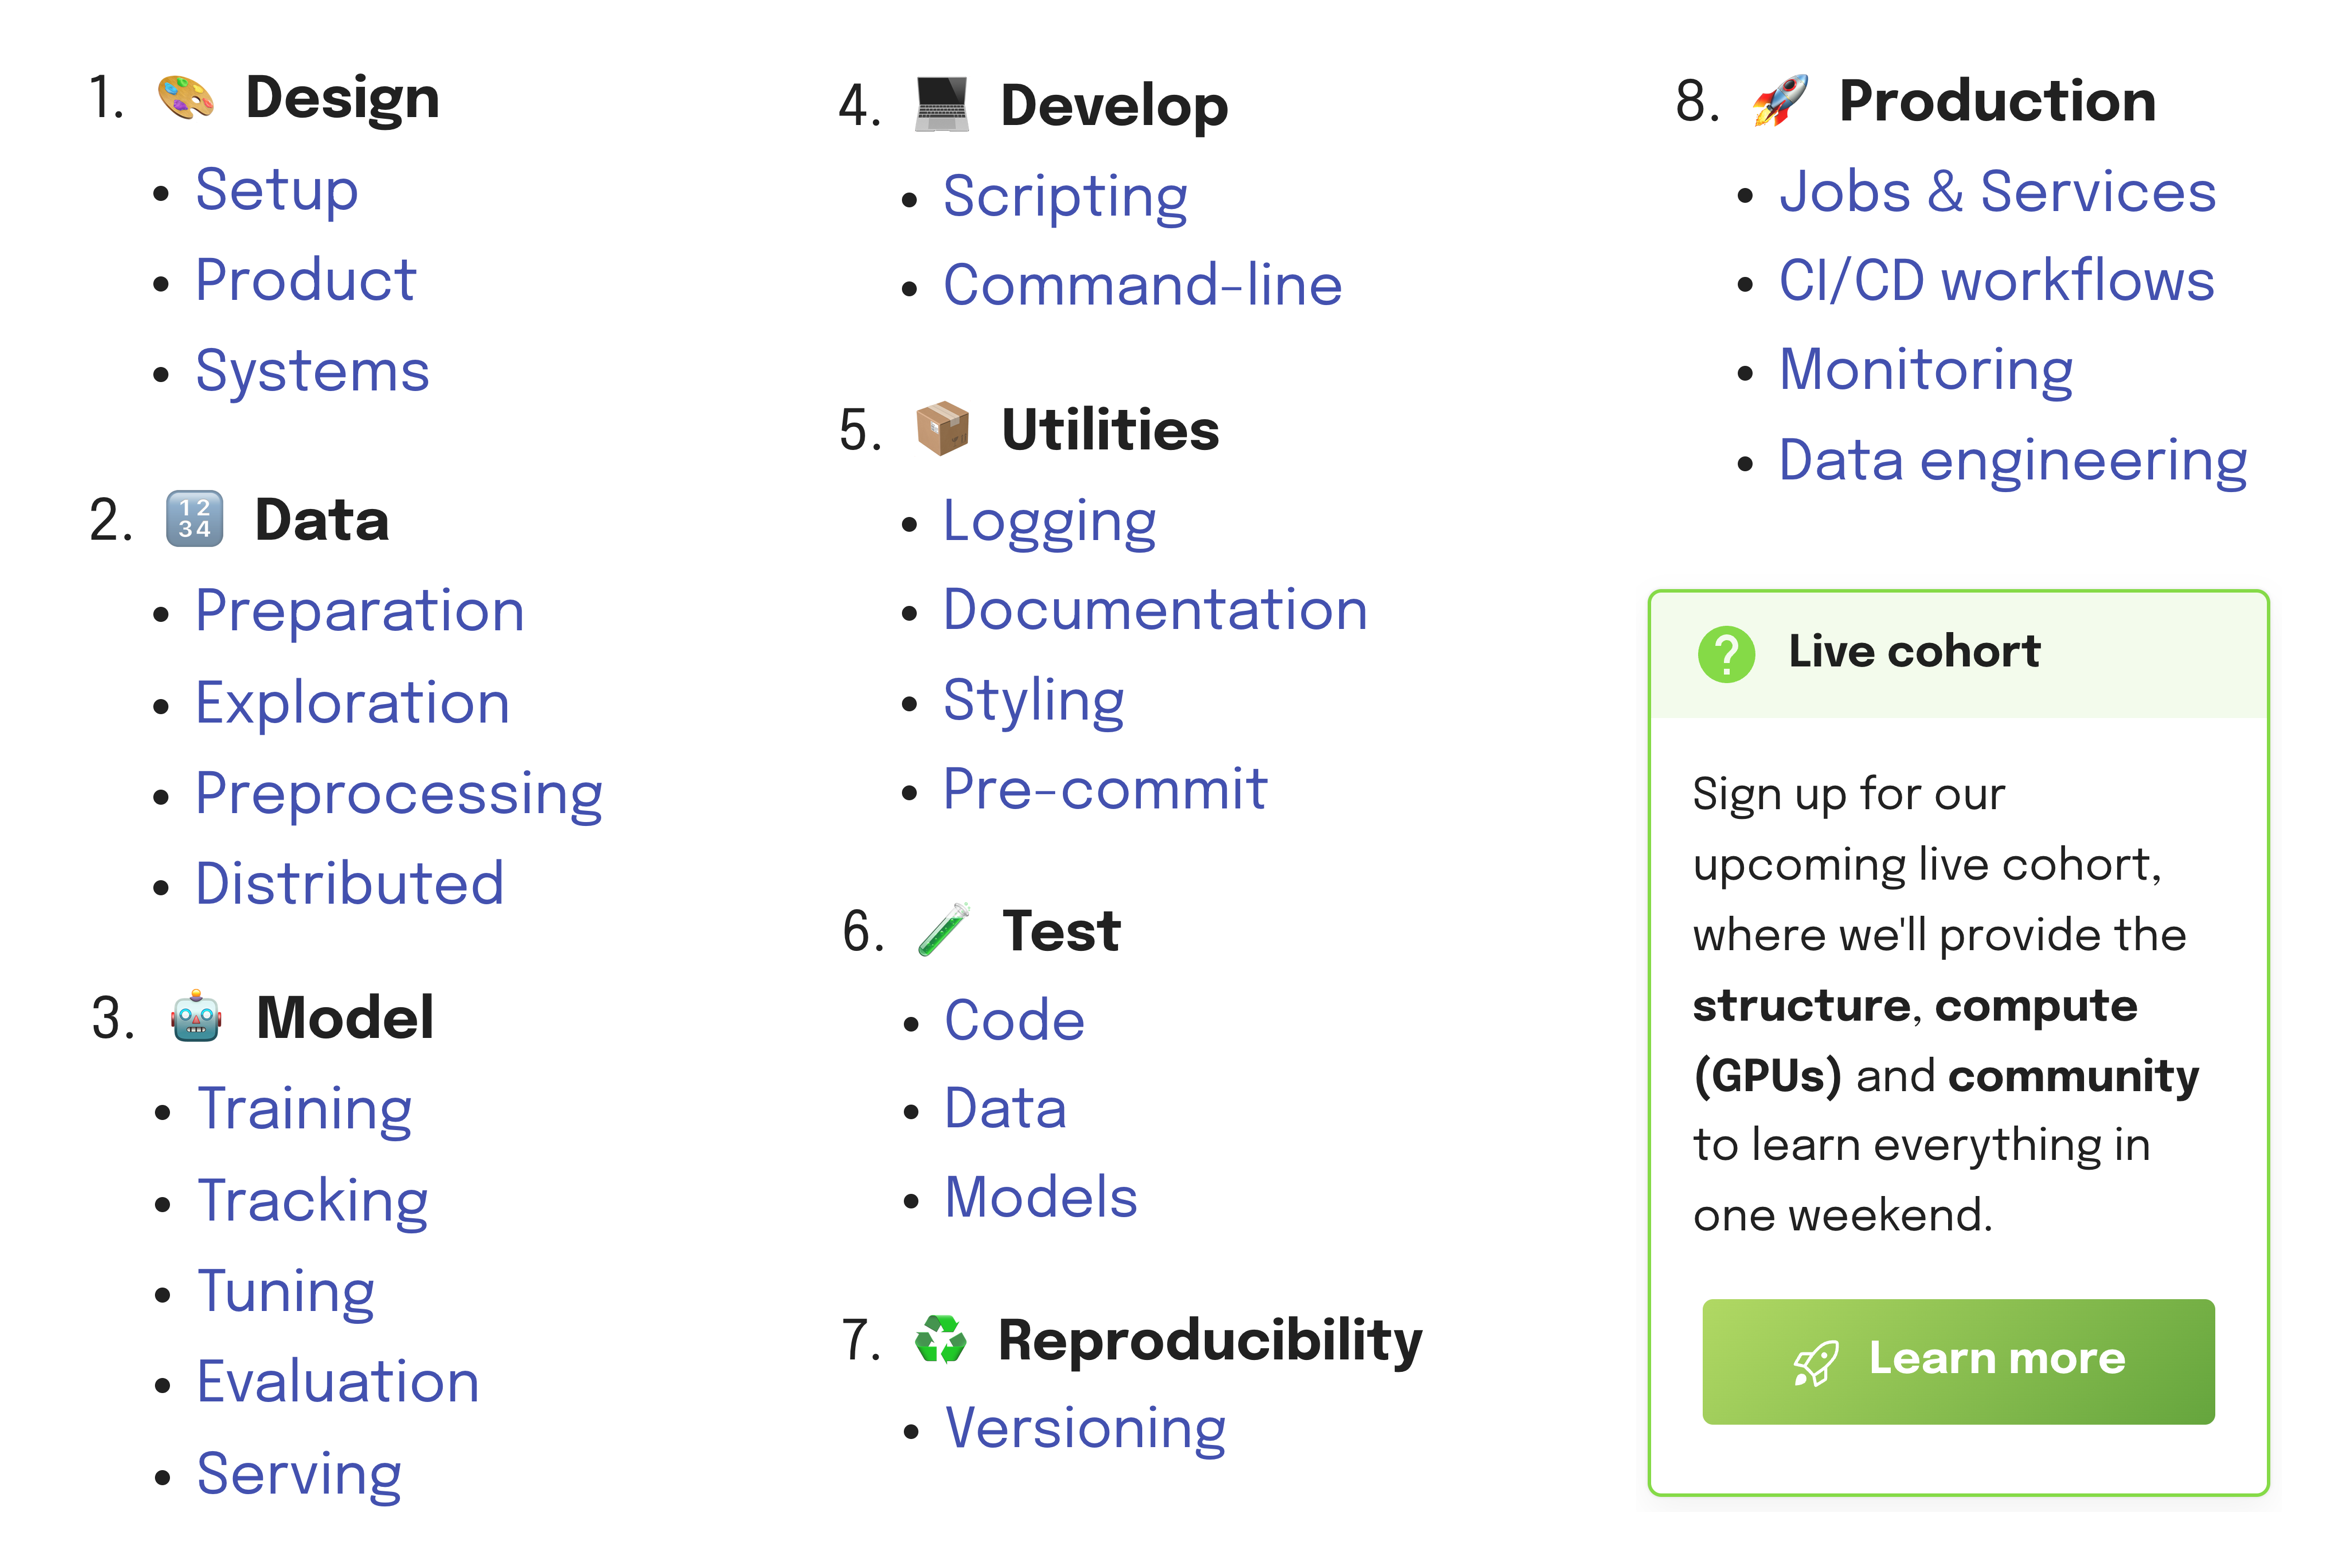 1. 🎨 Design
• Setup
• Product
• Systems
2. 🔢 Data
• Preparation
• Exploration
• Preprocessing
• Distributed
3. 🤖 Model
• Training
• Tracking
• Tuning
• Evaluation
• Serving
4. 💻 Develop
• Scripting
• Command-line
5. 📦 Utilities
• Logging
• Documentation
• Styling
• Pre-commit
6. 🧪 Test
• Code
• Data
• Models
7. ♻️ Reproducibility
• Versioning
8. 🚀 Production
• Jobs & Services
• CI/CD workflows
• Monitoring
• Data engineering
? Live cohort
Sign up for our
upcoming live cohort,
where we'll provide the
structure, compute
(GPUs) and community
to learn everything in
one weekend.
Learn more